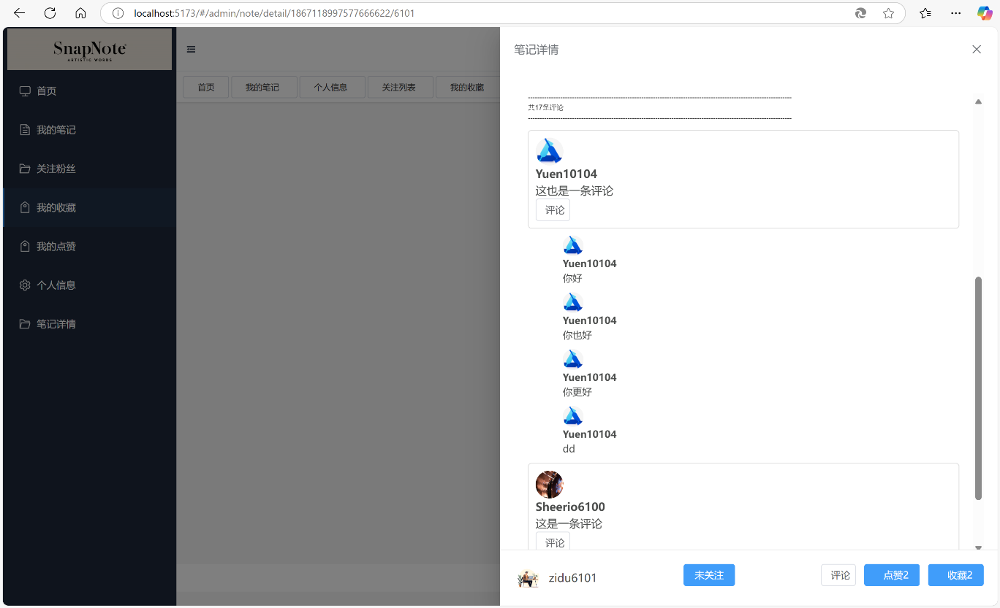 localhost:5173/#/admin/note/detail/1867118997577666622/6101
SnapNote
ARTISTIC WORDS
首页
我的笔记
关注粉丝
我的收藏
我的点赞
个人信息
笔记详情
首页
我的笔记
个人信息
关注列表
我的收藏
笔记详情
共17条评论
Yuen10104
这也是一条评论
评论
Yuen10104
你好
Yuen10104
你也好
Yuen10104
你更好
Yuen10104
dd
Sheerio6100
这是一条评论
评论
zidu6101
未关注
评论
点赞2
收藏2